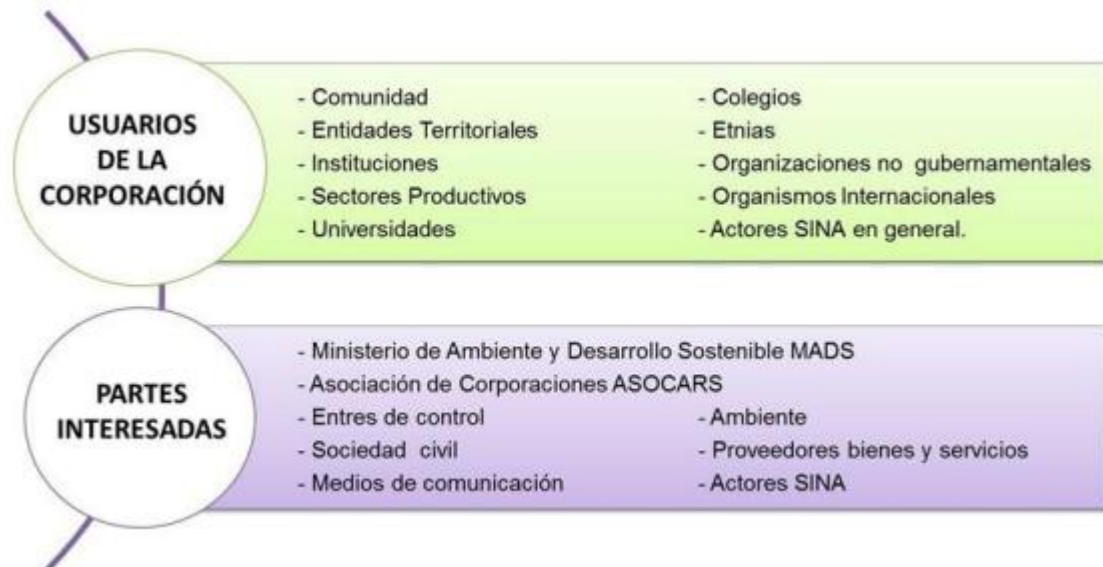 USUARIOS
DE LA
CORPORACIÓN
- Comunidad
- Entidades Territoriales
- Instituciones
- Sectores Productivos
- Universidades
- Colegios
- Etnias
- Organizaciones no gubernamentales
- Organismos Internacionales
- Actores SINA en general.
PARTES
INTERESADAS
- Ministerio de Ambiente y Desarrollo Sostenible MADS
- Asociación de Corporaciones ASOCARS
- Entres de control
- Sociedad civil
- Medios de comunicación
- Ambiente
- Proveedores bienes y servicios
- Actores SINA